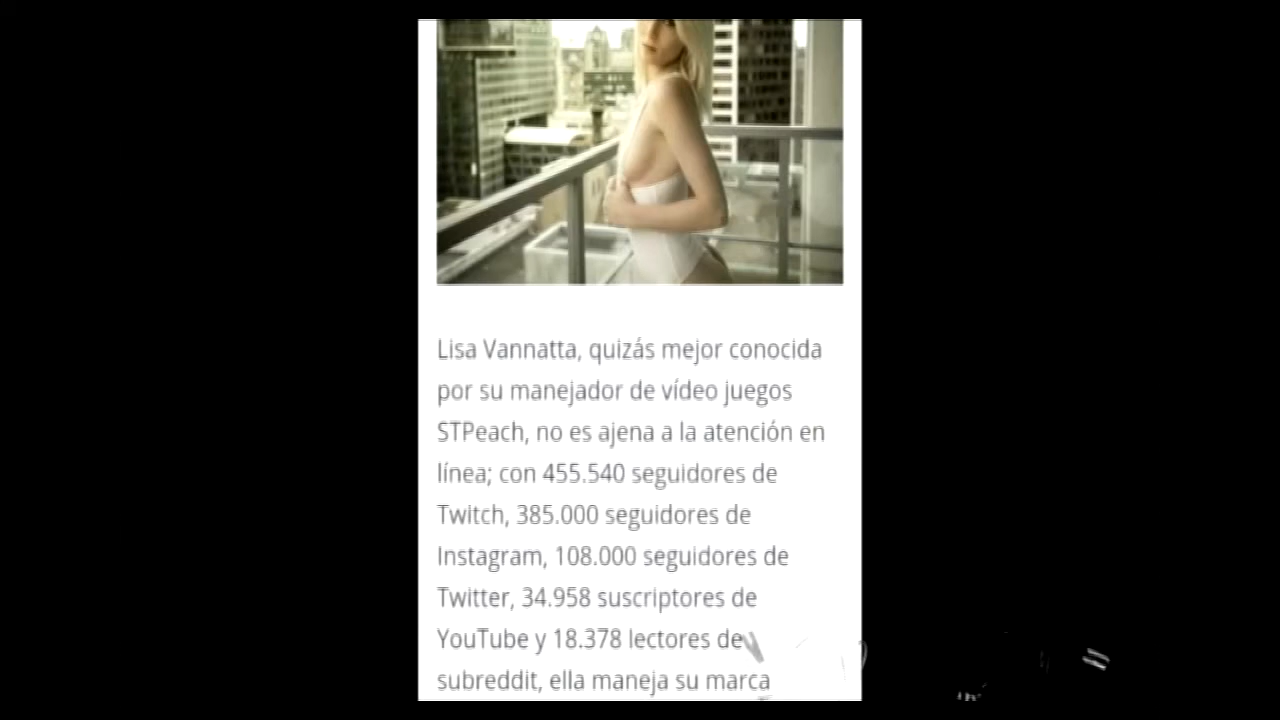 Lisa Vannatta, quizás mejor conocida
por su manejador de vídeo juegos
STPeach, no es ajena a la atención en
línea; con 455.540 seguidores de
Twitch, 385.000 seguidores de
Instagram, 108.000 seguidores de
Twitter, 34.958 suscriptores de
YouTube y 18.378 lectores de
subreddit, ella maneja su marca